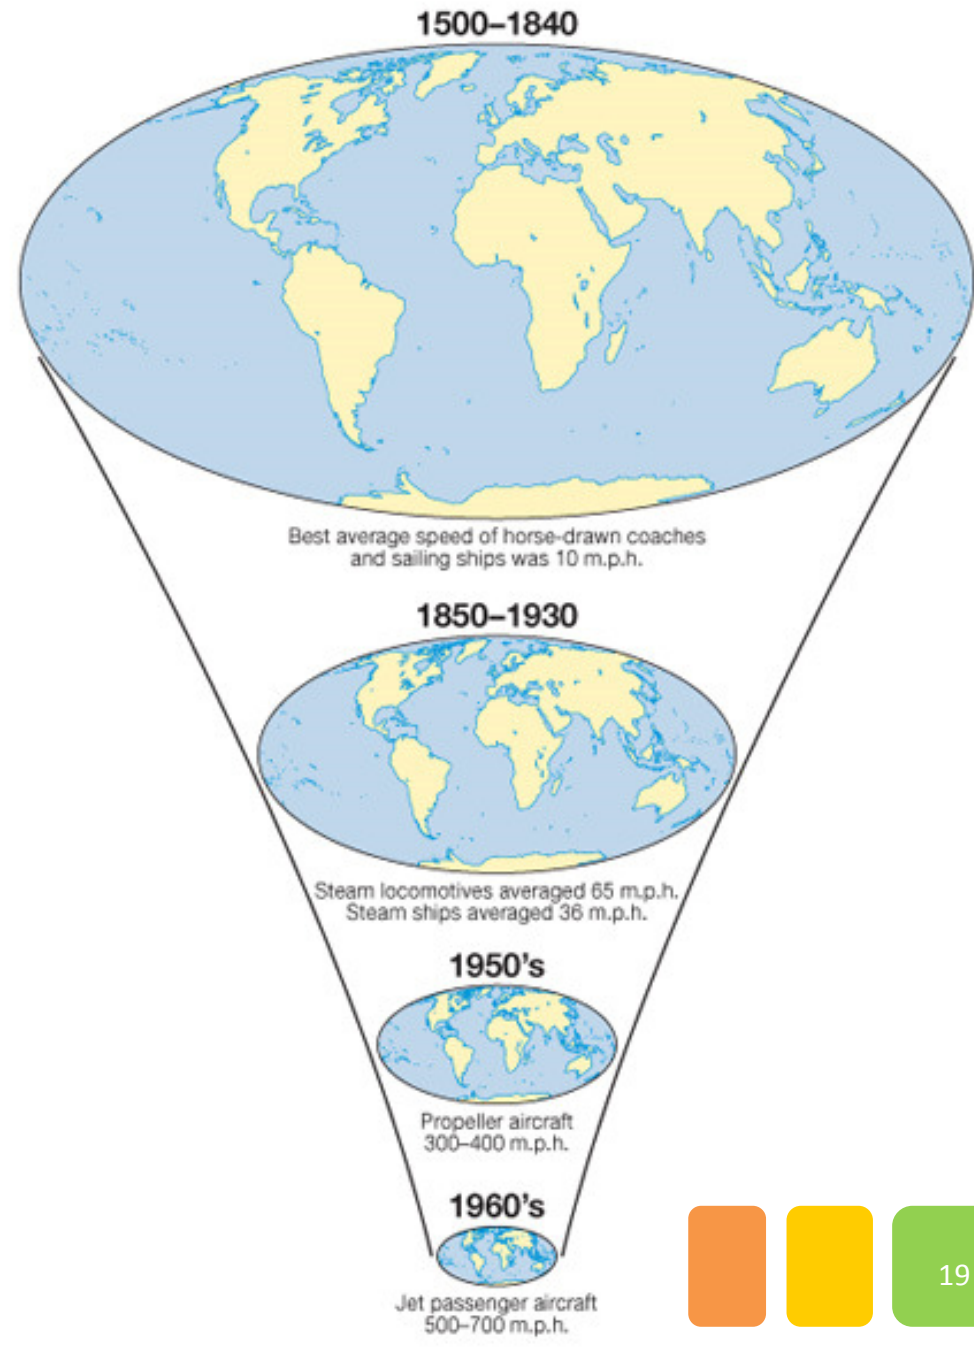 1500–1840
Best average speed of horse-drawn coaches
and sailing ships was 10 m.p.h.
1850–1930
Steam locomotives averaged 65 m.p.h.
Steam ships averaged 36 m.p.h.
1950's
Propeller aircraft
300–400 m.p.h.
1960's
Jet passenger aircraft
500–700 m.p.h.
19